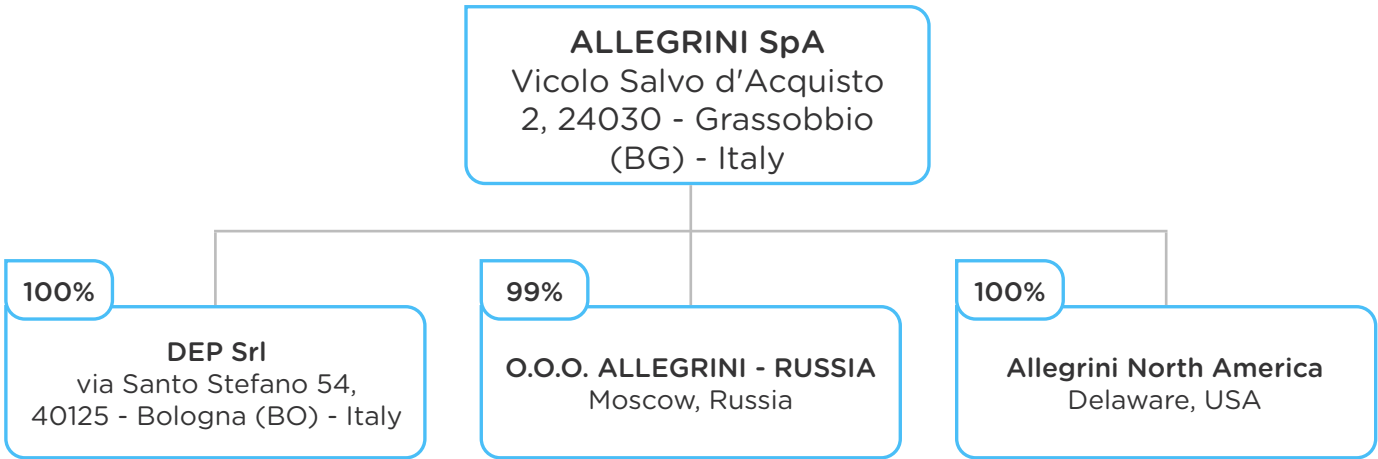 ALLEGRINI SpA
Vicolo Salvo d'Acquisto
2, 24030 - Grassobbio
(BG) - Italy
100%
DEP Srl
via Santo Stefano 54,
40125 - Bologna (BO) - Italy
99%
O.O.O. ALLEGRINI - RUSSIA
Moscow, Russia
100%
Allegrini North America
Delaware, USA